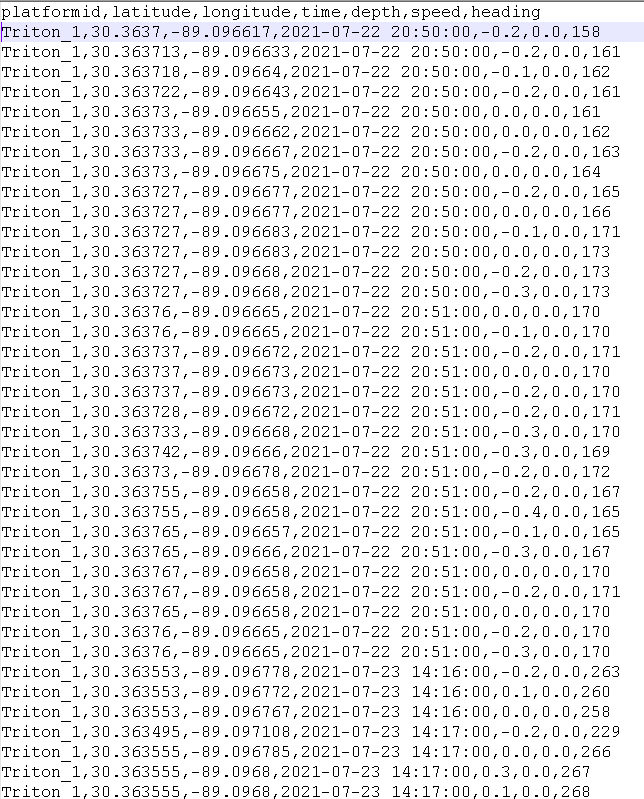 platformid,latitude,longitude,time,depth,speed,heading
Triton_1,30.3637,-89.096617,2021-07-22 20:50:00,-0.2,0.0,158
Triton_1,30.363713,-89.096633,2021-07-22 20:50:00,-0.2,0.0,161
Triton_1,30.363718,-89.09664,2021-07-22 20:50:00,-0.1,0.0,162
Triton_1,30.363722,-89.096643,2021-07-22 20:50:00,-0.2,0.0,161
Triton_1,30.36373,-89.096655,2021-07-22 20:50:00,0.0,0.0,161
Triton_1,30.363733,-89.096662,2021-07-22 20:50:00,0.0,0.0,162
Triton_1,30.363733,-89.096667,2021-07-22 20:50:00,-0.2,0.0,163
Triton_1,30.36373,-89.096675,2021-07-22 20:50:00,0.0,0.0,164
Triton_1,30.363727,-89.096677,2021-07-22 20:50:00,-0.2,0.0,165
Triton_1,30.363727,-89.096677,2021-07-22 20:50:00,0.0,0.0,166
Triton_1,30.363727,-89.096683,2021-07-22 20:50:00,-0.1,0.0,171
Triton_1,30.363727,-89.096683,2021-07-22 20:50:00,0.0,0.0,173
Triton_1,30.363727,-89.09668,2021-07-22 20:50:00,-0.2,0.0,173
Triton_1,30.363727,-89.09668,2021-07-22 20:50:00,-0.3,0.0,173
Triton_1,30.36376,-89.096665,2021-07-22 20:51:00,0.0,0.0,170
Triton_1,30.36376,-89.096665,2021-07-22 20:51:00,-0.1,0.0,170
Triton_1,30.363737,-89.096672,2021-07-22 20:51:00,-0.2,0.0,171
Triton_1,30.363737,-89.096673,2021-07-22 20:51:00,0.0,0.0,170
Triton_1,30.363737,-89.096673,2021-07-22 20:51:00,-0.2,0.0,170
Triton_1,30.363728,-89.096672,2021-07-22 20:51:00,-0.2,0.0,171
Triton_1,30.363733,-89.096668,2021-07-22 20:51:00,-0.3,0.0,170
Triton_1,30.363742,-89.09666,2021-07-22 20:51:00,-0.3,0.0,169
Triton_1,30.36373,-89.096678,2021-07-22 20:51:00,-0.2,0.0,172
Triton_1,30.363755,-89.096658,2021-07-22 20:51:00,-0.2,0.0,167
Triton_1,30.363755,-89.096658,2021-07-22 20:51:00,-0.4,0.0,165
Triton_1,30.363765,-89.096657,2021-07-22 20:51:00,-0.1,0.0,165
Triton_1,30.363765,-89.09666,2021-07-22 20:51:00,-0.3,0.0,167
Triton_1,30.363767,-89.096658,2021-07-22 20:51:00,0.0,0.0,170
Triton_1,30.363767,-89.096658,2021-07-22 20:51:00,-0.2,0.0,171
Triton_1,30.363765,-89.096658,2021-07-22 20:51:00,0.0,0.0,170
Triton_1,30.36376,-89.096665,2021-07-22 20:51:00,-0.2,0.0,170
Triton_1,30.36376,-89.096665,2021-07-22 20:51:00,-0.3,0.0,170
Triton_1,30.363553,-89.096778,2021-07-23 14:16:00,-0.2,0.0,263
Triton_1,30.363553,-89.096772,2021-07-23 14:16:00,0.1,0.0,260
Triton_1,30.363553,-89.096767,2021-07-23 14:16:00,0.0,0.0,258
Triton_1,30.363495,-89.097108,2021-07-23 14:17:00,-0.2,0.0,229
Triton_1,30.363555,-89.096785,2021-07-23 14:17:00,0.0,0.0,266
Triton_1,30.363555,-89.0968,2021-07-23 14:17:00,0.3,0.0,267
Triton_1,30.363555,-89.0968,2021-07-23 14:17:00,0.1,0.0,268